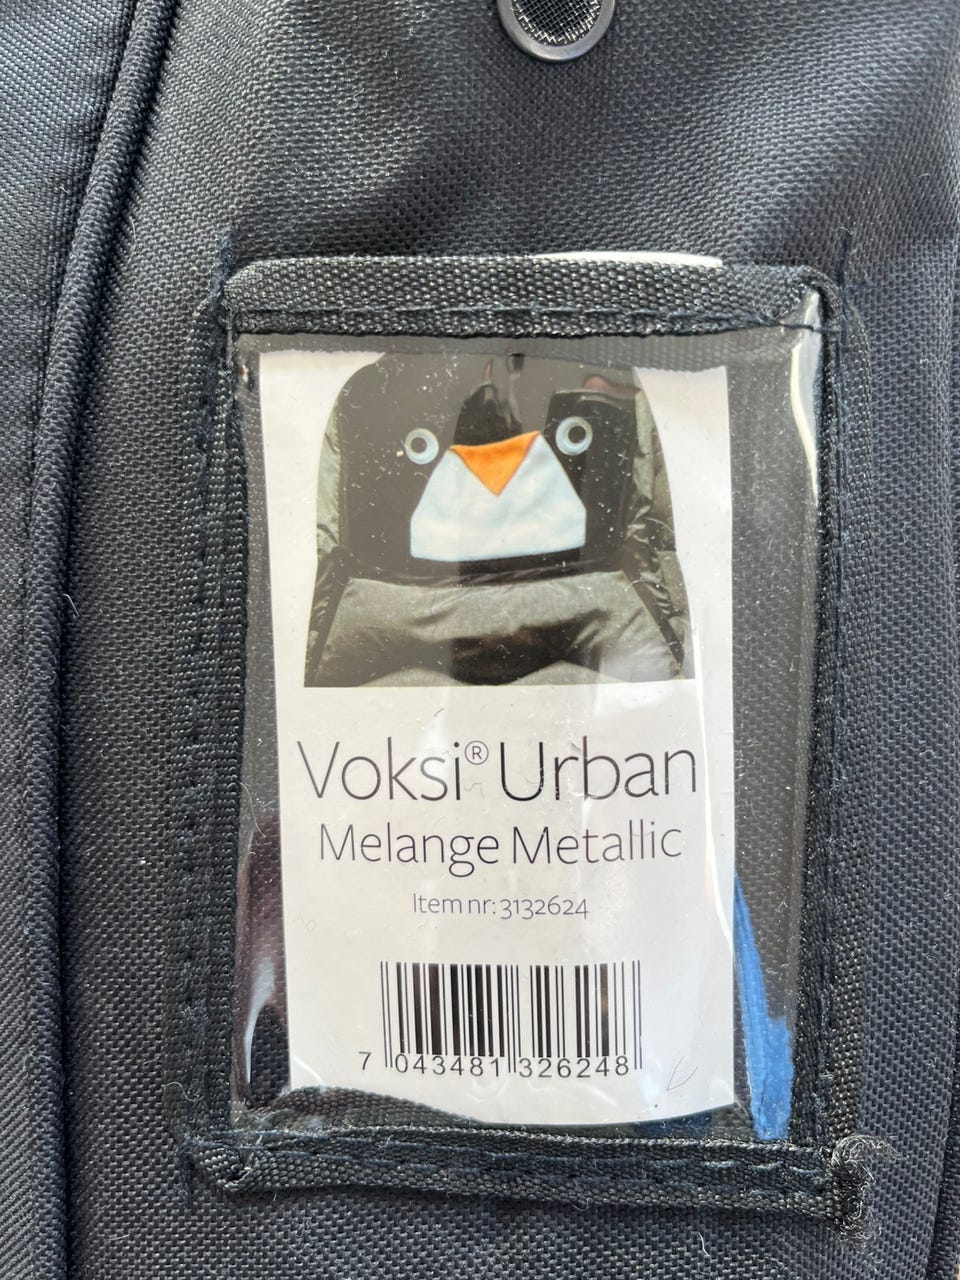 Voksi® Urban
Melange Metallic
Item nr: 3132624
7 043481 326248